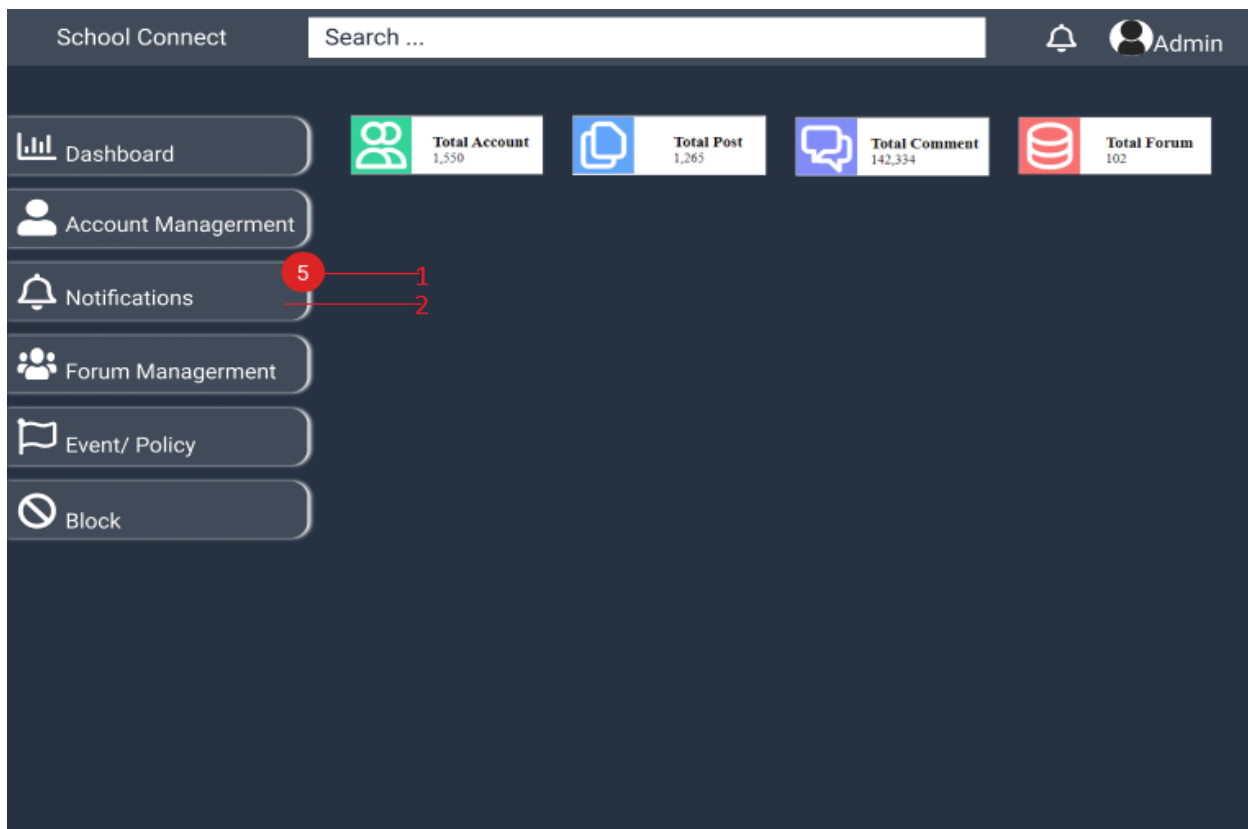 School Connect
Search ...
Admin
Dashboard
Total Account
1,550
Total Post
1,265
Total Comment
142,334
Total Forum
102
Account Managerment
5
1
Notifications
2
Forum Managerment
Event/ Policy
Block